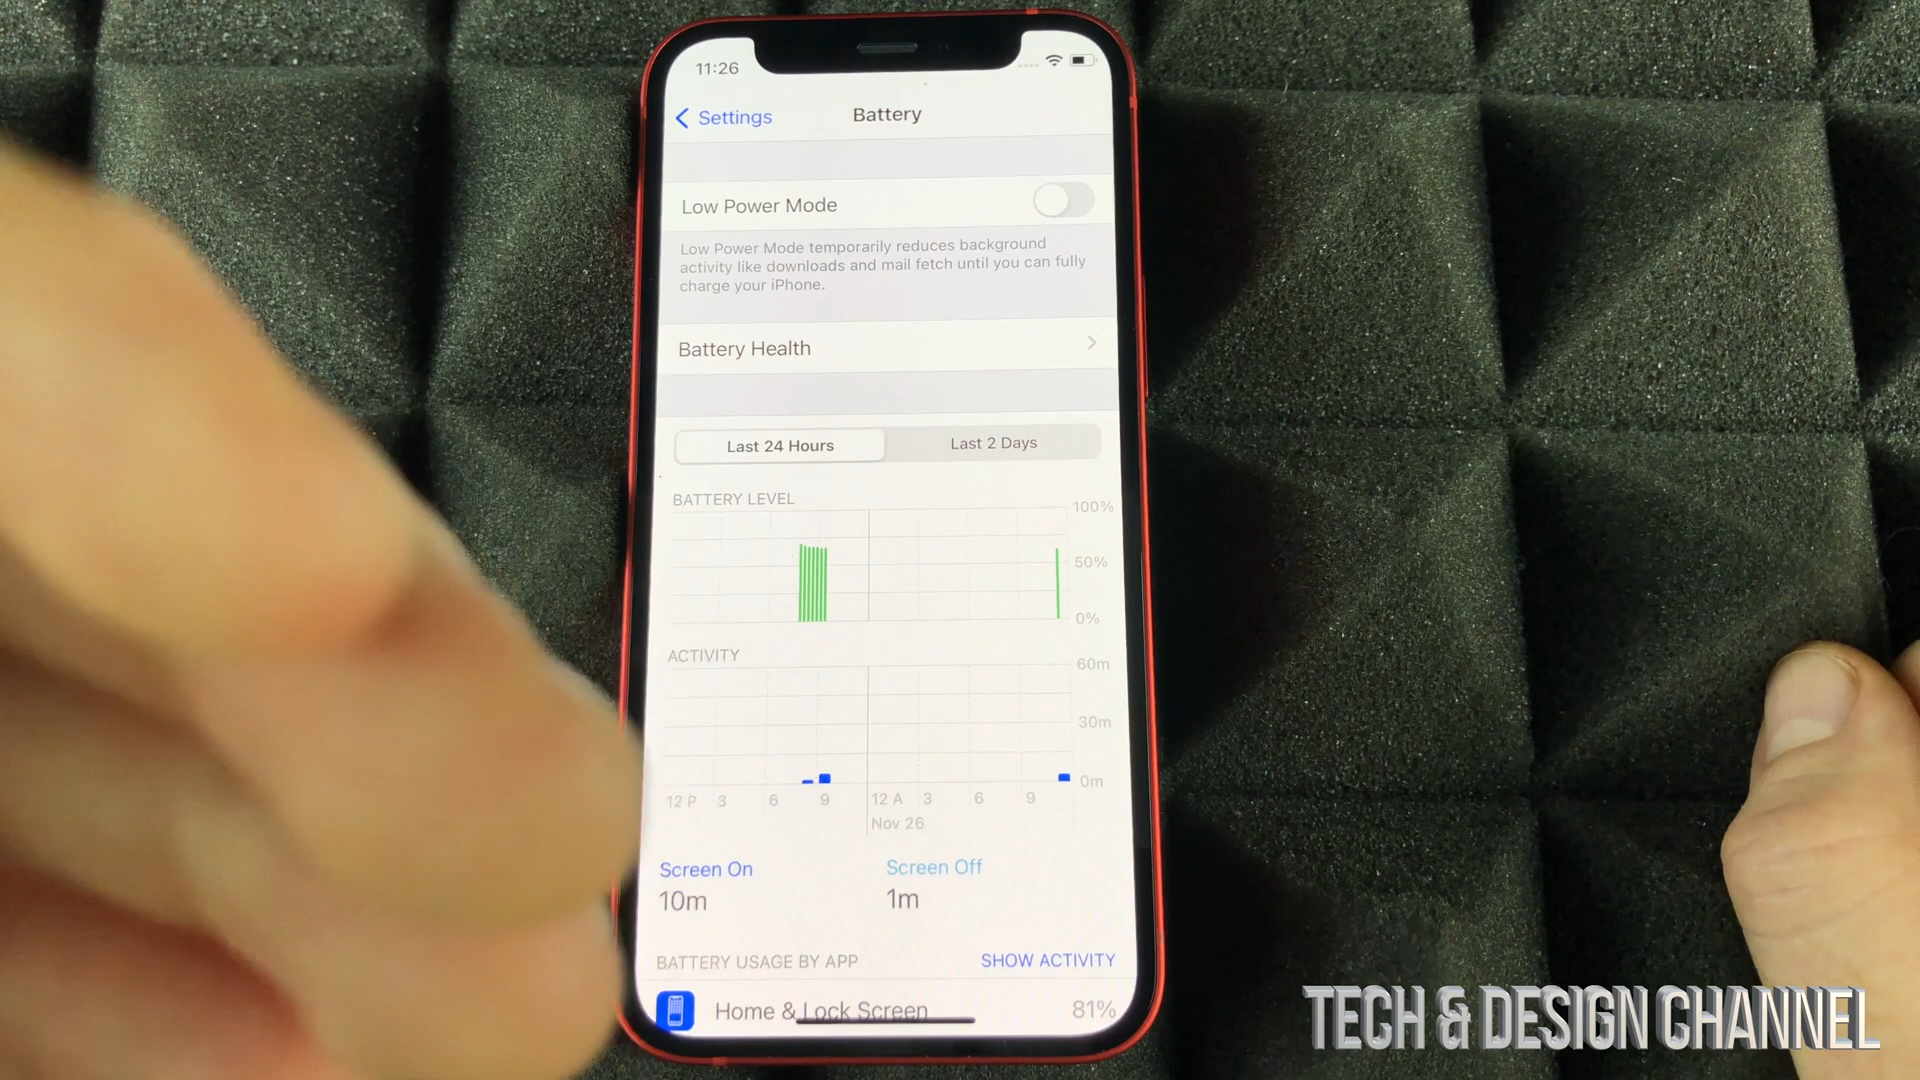 11:26
Settings
Battery
Low Power Mode
Low Power Mode temporarily reduces background
activity like downloads and mail fetch until you can fully
charge your iPhone.
Battery Health
Last 24 Hours Last 2 Days
BATTERY LEVEL
100%
50%
0%
ACTIVITY
60m
30m
0m
12 P 3 6 9 12 A 3 6 9
Nov 26
Screen On Screen Off
10m 1m
BATTERY USAGE BY APP SHOW ACTIVITY
Home & Lock Screen 81%
TECH & DESIGN CHANNEL